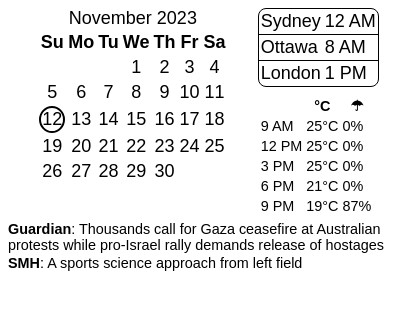 November 2023
Su Mo Tu We Th Fr Sa
1 2 3 4
5 6 7 8 9 10 11
12 13 14 15 16 17 18
19 20 21 22 23 24 25
26 27 28 29 30
Sydney 12 AM
Ottawa 8 AM
London 1 PM
°C ☂
9 AM 25°C 0%
12 PM 25°C 0%
3 PM 25°C 0%
6 PM 21°C 0%
9 PM 19°C 87%
Guardian: Thousands call for Gaza ceasefire at Australian
protests while pro-Israel rally demands release of hostages
SMH: A sports science approach from left field